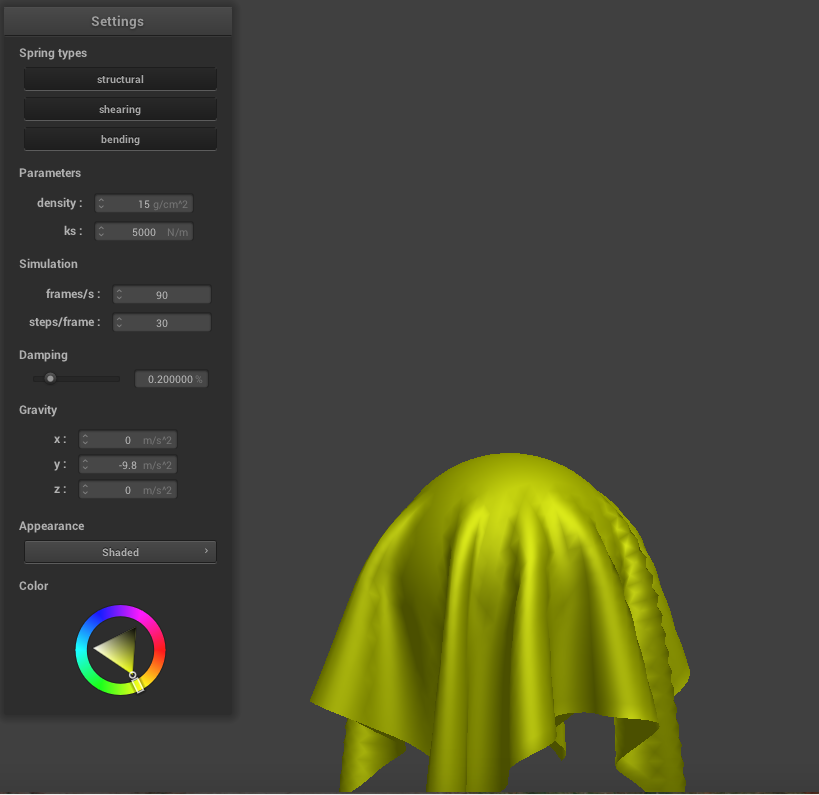 Settings
Spring types
structural
shearing
bending
Parameters
density : 15 g/cm^2
ks : 5000 N/m
Simulation
frames/s : 90
steps/frame : 30
Damping
0.200000 %
Gravity
x : 0 m/s^2
y : -9.8 m/s^2
z : 0 m/s^2
Appearance
Shaded
Color